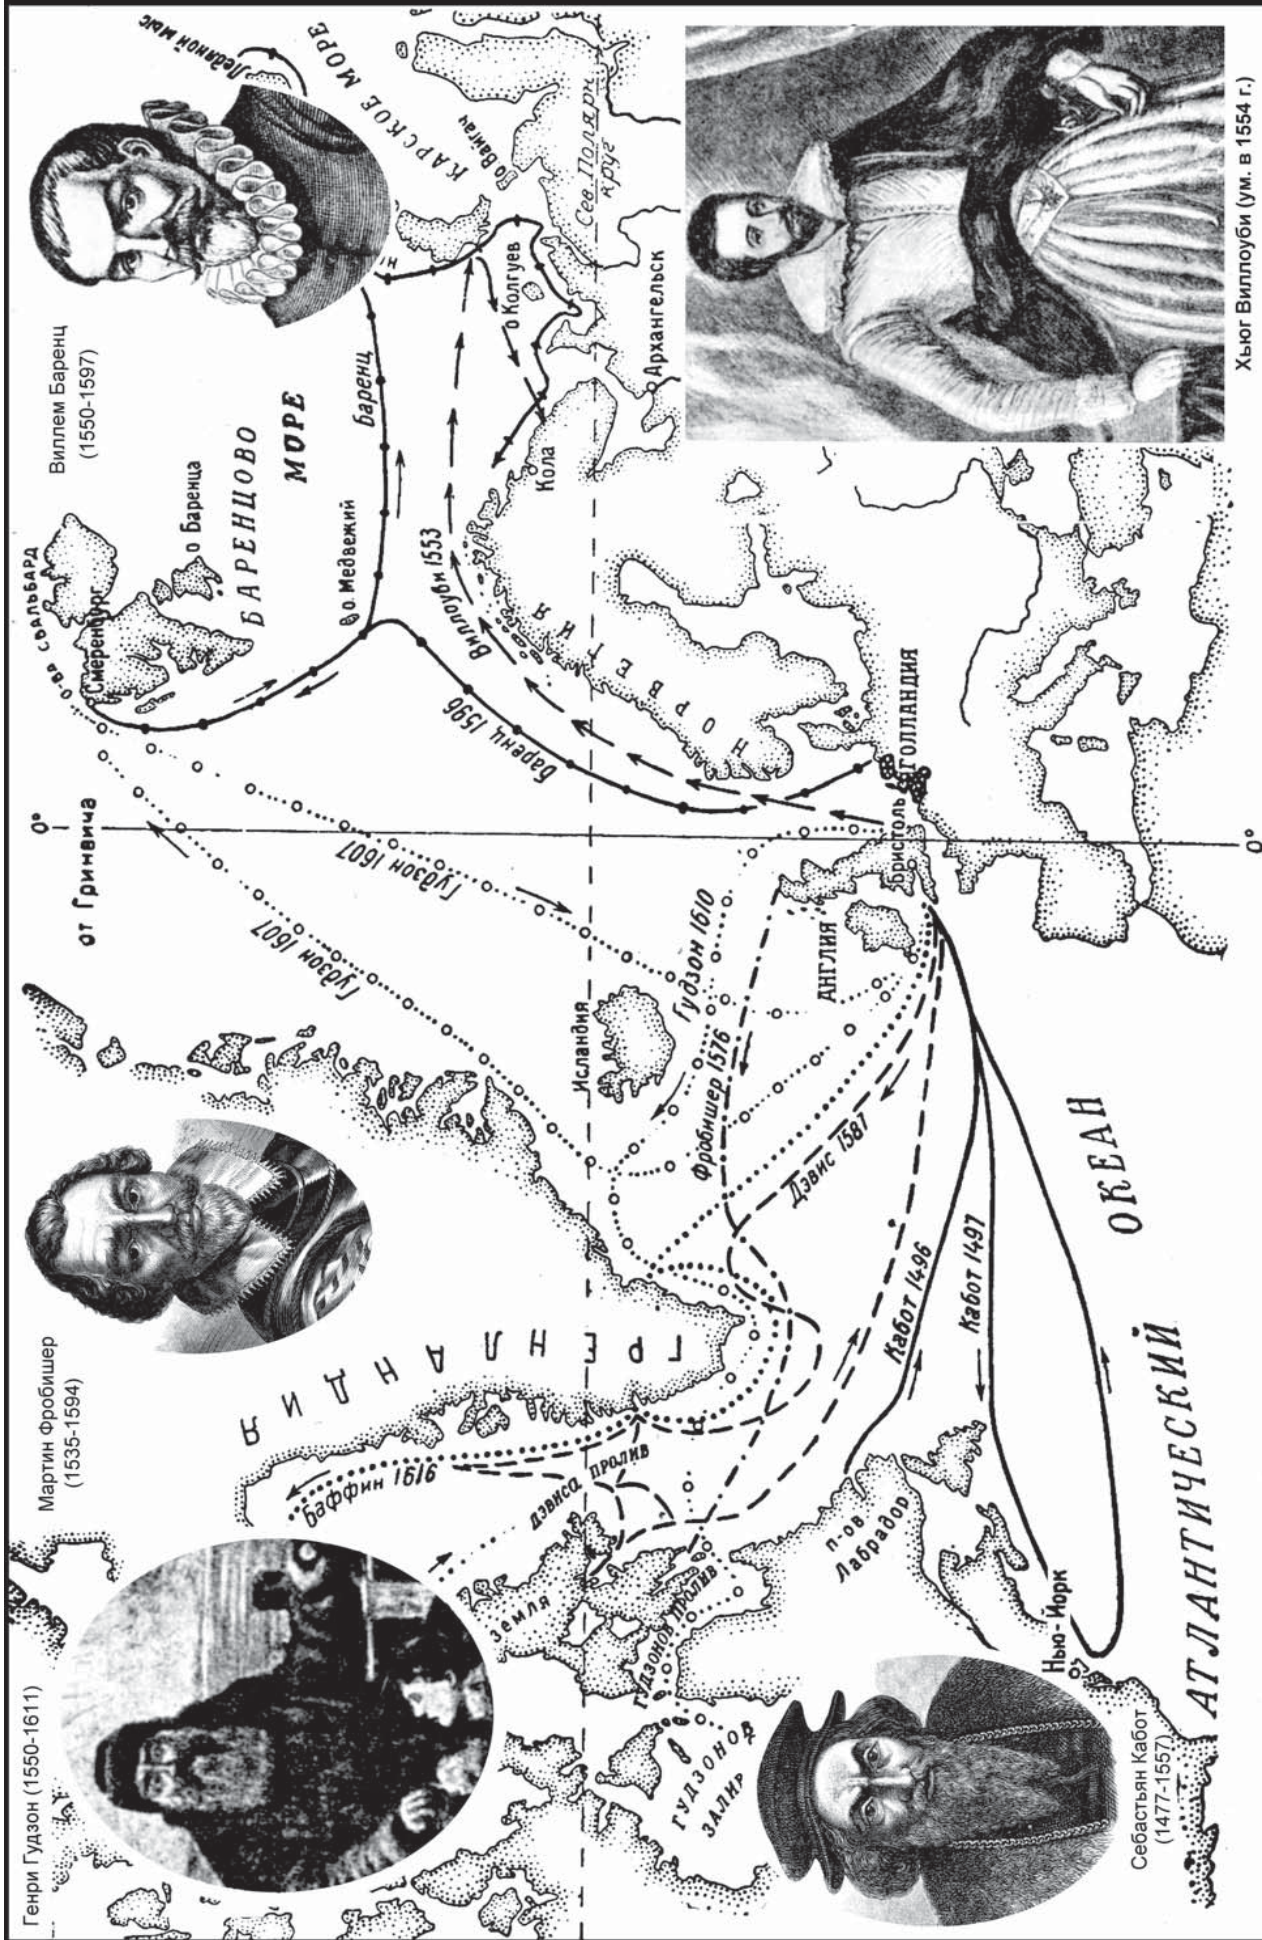 Генри Гудзон (1550-1611)
Мартин Фробишер
(1535-1594)
Виллем Баренц
(1550-1597)
Хьюг Виллоуби (ум. в 1554 г.)
Себастьян Кабот
(1477-1557)
0°
от Гринвича
О-ВА СВАЛЬБАРД
Смеренбург
о Баренца
БАРЕНЦОВО
МОРЕ
Ледяной мыс
КАРСКОЕ МОРЕ
о Вайгач
о Колгуев
Сев. Полярн.
круг
Архангельск
Кола
о. Медвежий
Баренц
Виллоуби 1553
Баренц 1596
НОРВЕГИЯ
ГОЛЛАНДИЯ
Бристоль
АНГЛИЯ
Исландия
Гудзон 1607
Гудзон 1607
Гудзон 1610
Фробишер 1576
Дэвис 1587
Кабот 1496
Кабот 1497
ГРЕНЛАНДИЯ
Баффин 1616
ДЭВИСА ПРОЛИВ
Земля
ГУДЗОНОВ ПРОЛИВ
ГУДЗОНОВ
ЗАЛИВ
п-ов
Лабрадор
Нью-Йорк
АТЛАНТИЧЕСКИЙ
ОКЕАН
0°